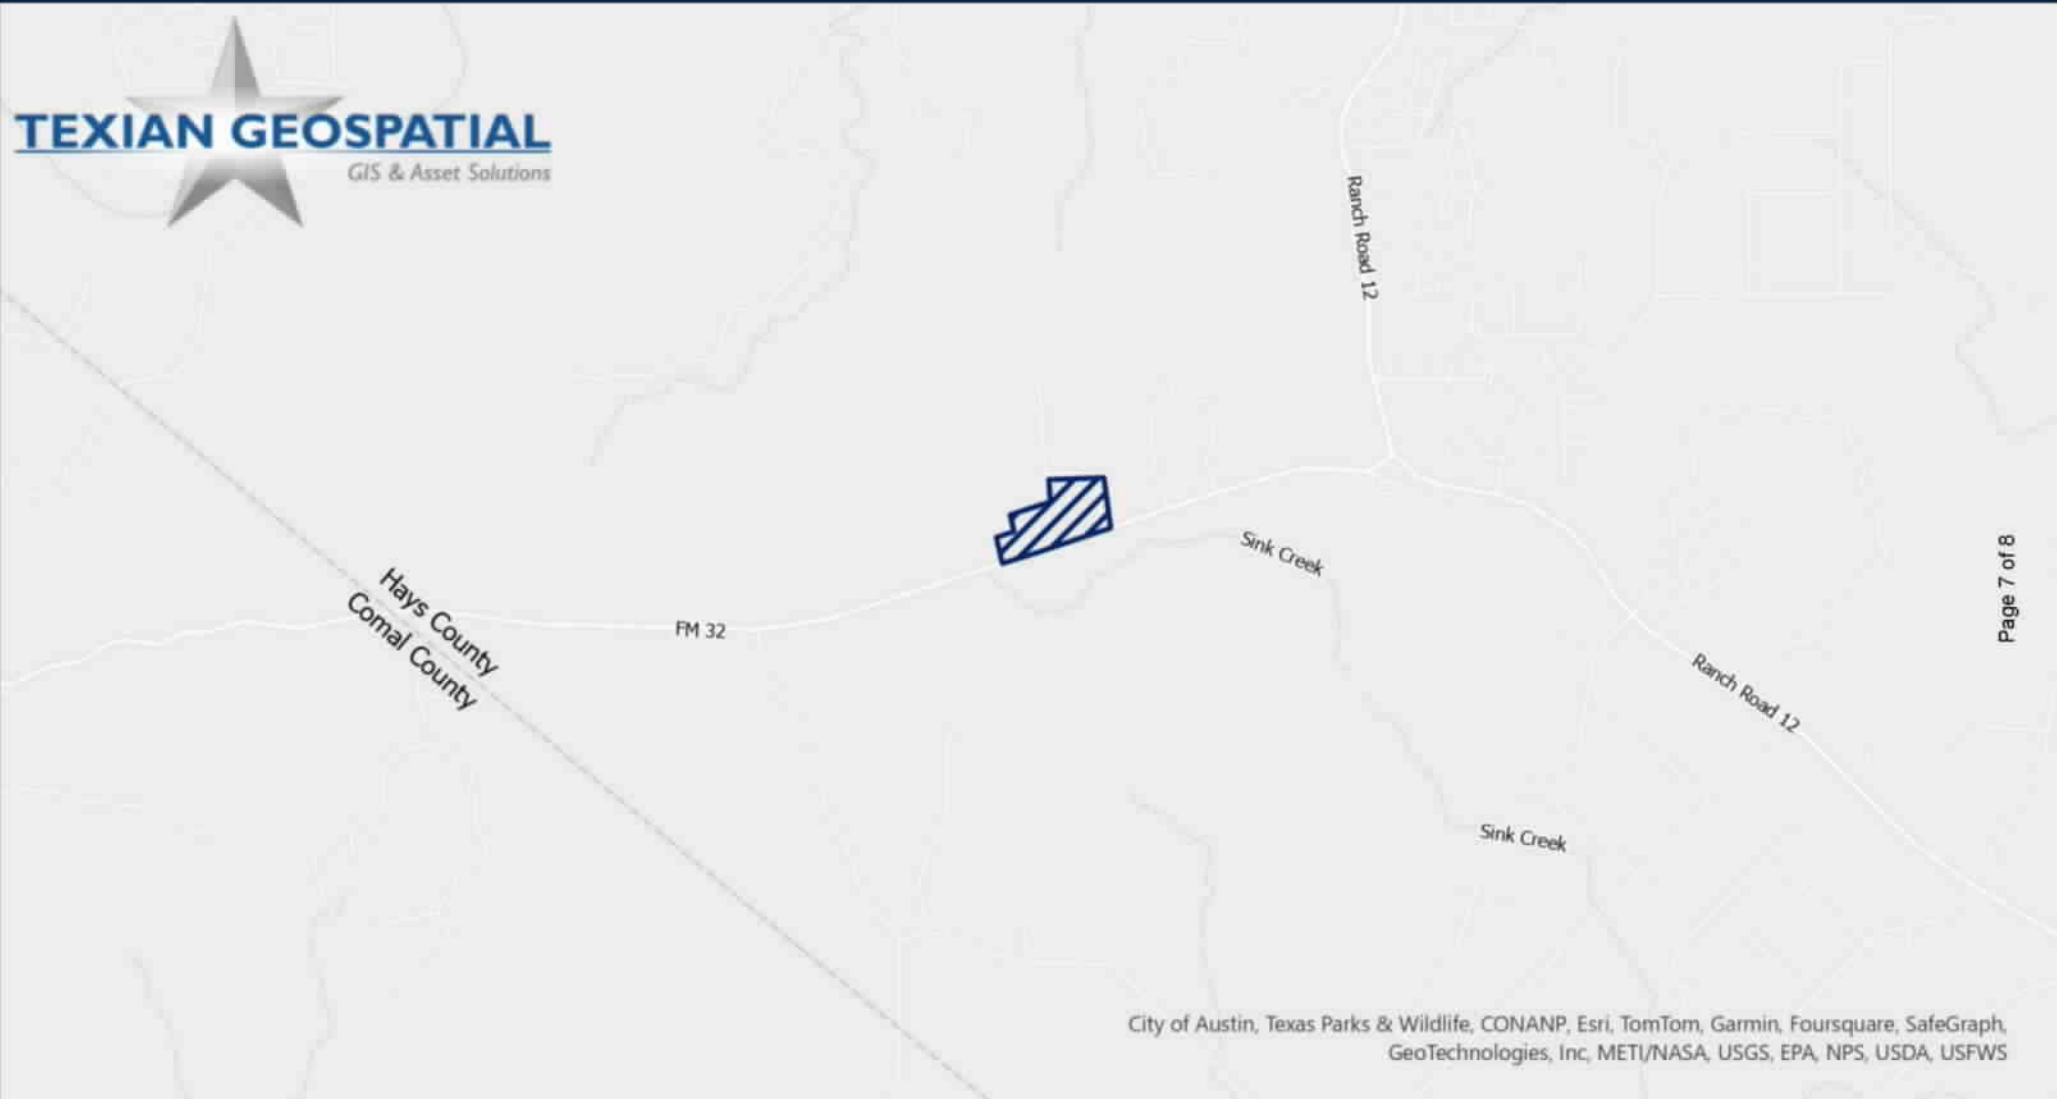 TEXIAN GEOSPATIAL
GIS & Asset Solutions
Ranch Road 12
Sink Creek
Page 7 of 8
Hays County
Comal County
FM 32
Ranch Road 12
Sink Creek
City of Austin, Texas Parks & Wildlife, CONANP, Esri, TomTom, Garmin, Foursquare, SafeGraph,
GeoTechnologies, Inc, METI/NASA, USGS, EPA, NPS, USDA, USFWS